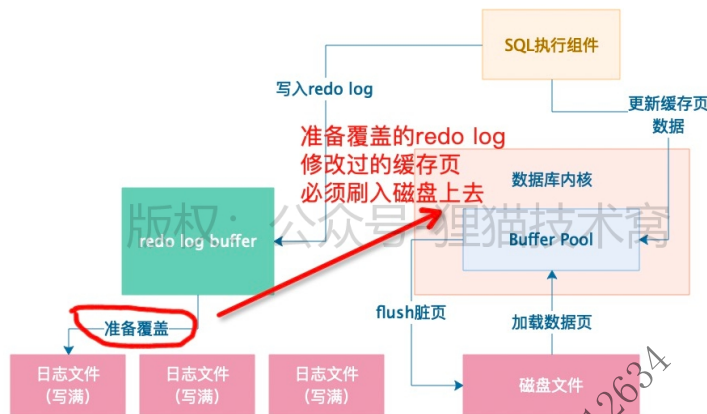 SQL执行组件
写入redo log
更新缓存页
数据
准备覆盖的redo log
修改过的缓存页
必须刷入磁盘上去
数据库内核
版权：公众号 狸猫技术窝
redo log buffer
Buffer Pool
flush脏页
加载数据页
准备覆盖
日志文件
（写满）
日志文件
（写满）
日志文件
（写满）
磁盘文件
12634